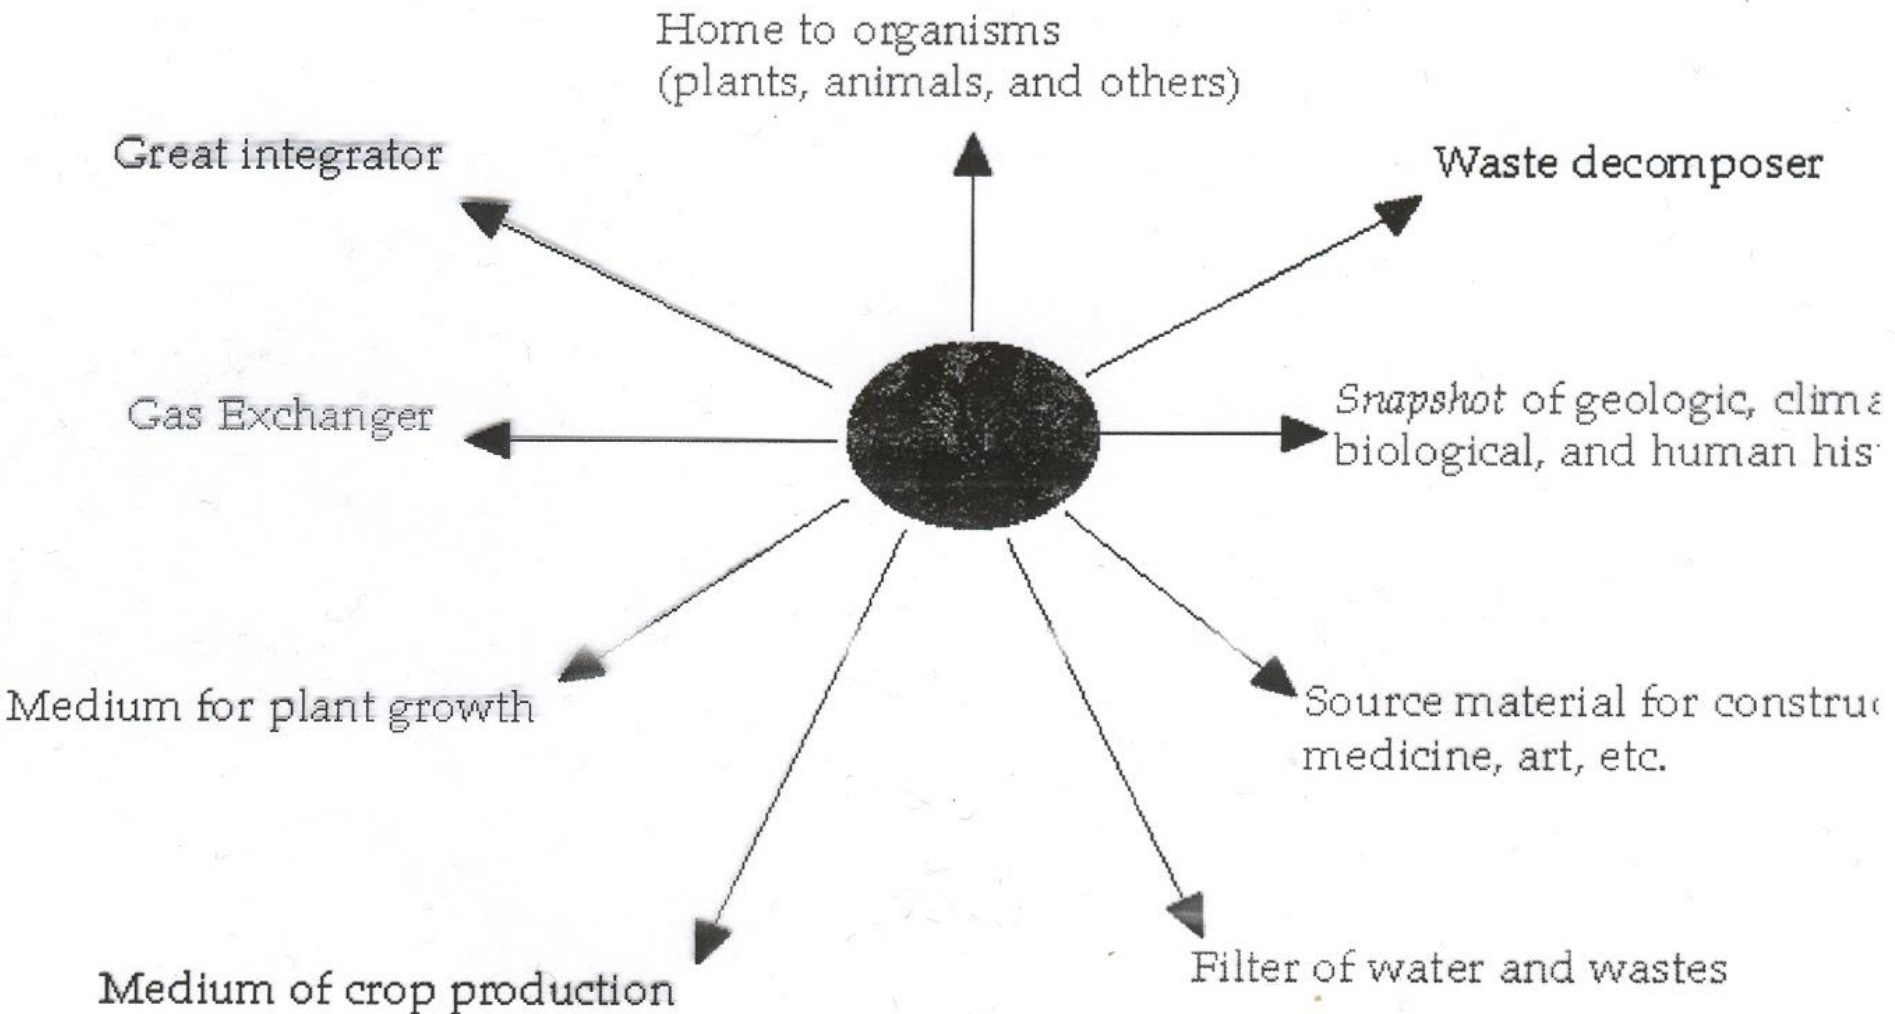 Home to organisms
(plants, animals, and others)
Great integrator
Waste decomposer
Gas Exchanger
Snapshot of geologic,
biological, and human
Medium for plant growth
Source material for
medicine, art, etc.
Medium of crop production
Filter of water and wastes